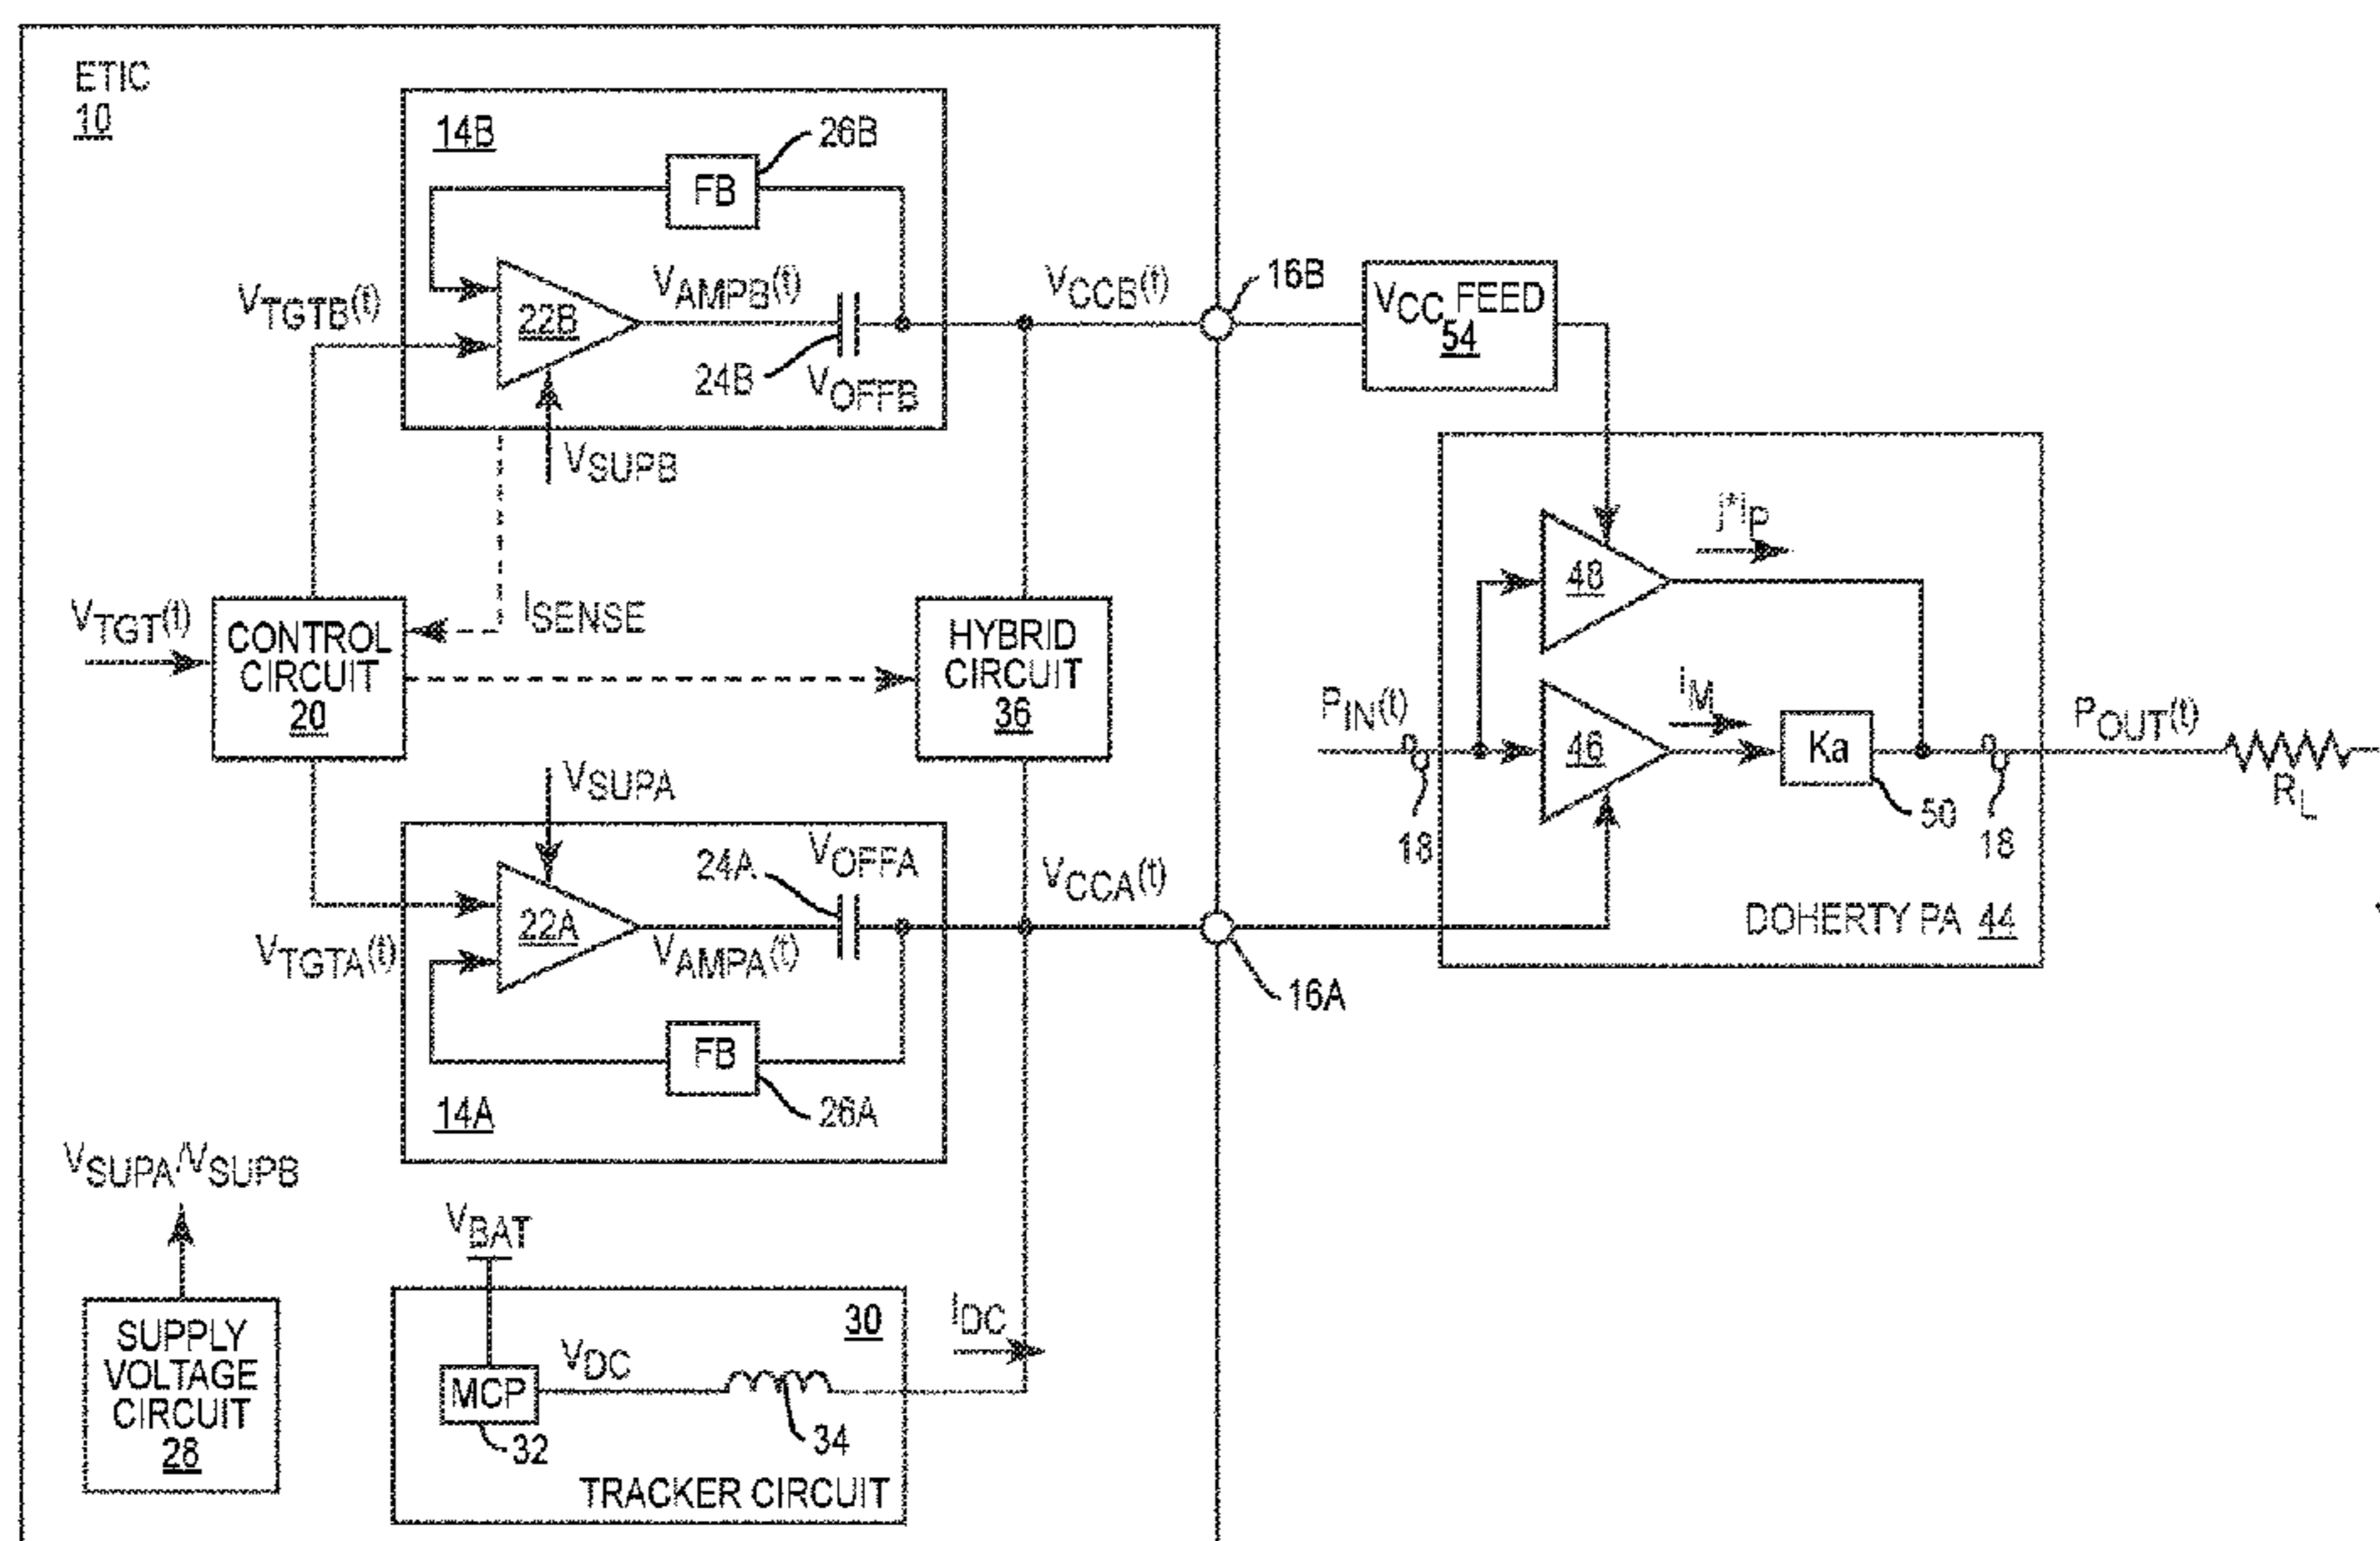 ETIC
10
14B
26B
FB
VTGTB(t)
22B
VAMPB(t)
24B
VOFFB
VCCB(t)
16B
VCC FEED
54
VSUPB
ISENSE
VTGT(t)
CONTROL
CIRCUIT
20
HYBRID
CIRCUIT
36
j*IP
48
PIN(t)
IM
46
Ka
50
18
18
POUT(t)
RL
DOHERTY PA 44
VSUPA
24A
VOFFA
VCCA(t)
22A
VTGTA(t)
VAMPA(t)
16A
FB
26A
14A
VSUPA/VSUPB
VBAT
30
IDC
SUPPLY
VOLTAGE
CIRCUIT
28
VDC
MCP
32
34
TRACKER CIRCUIT